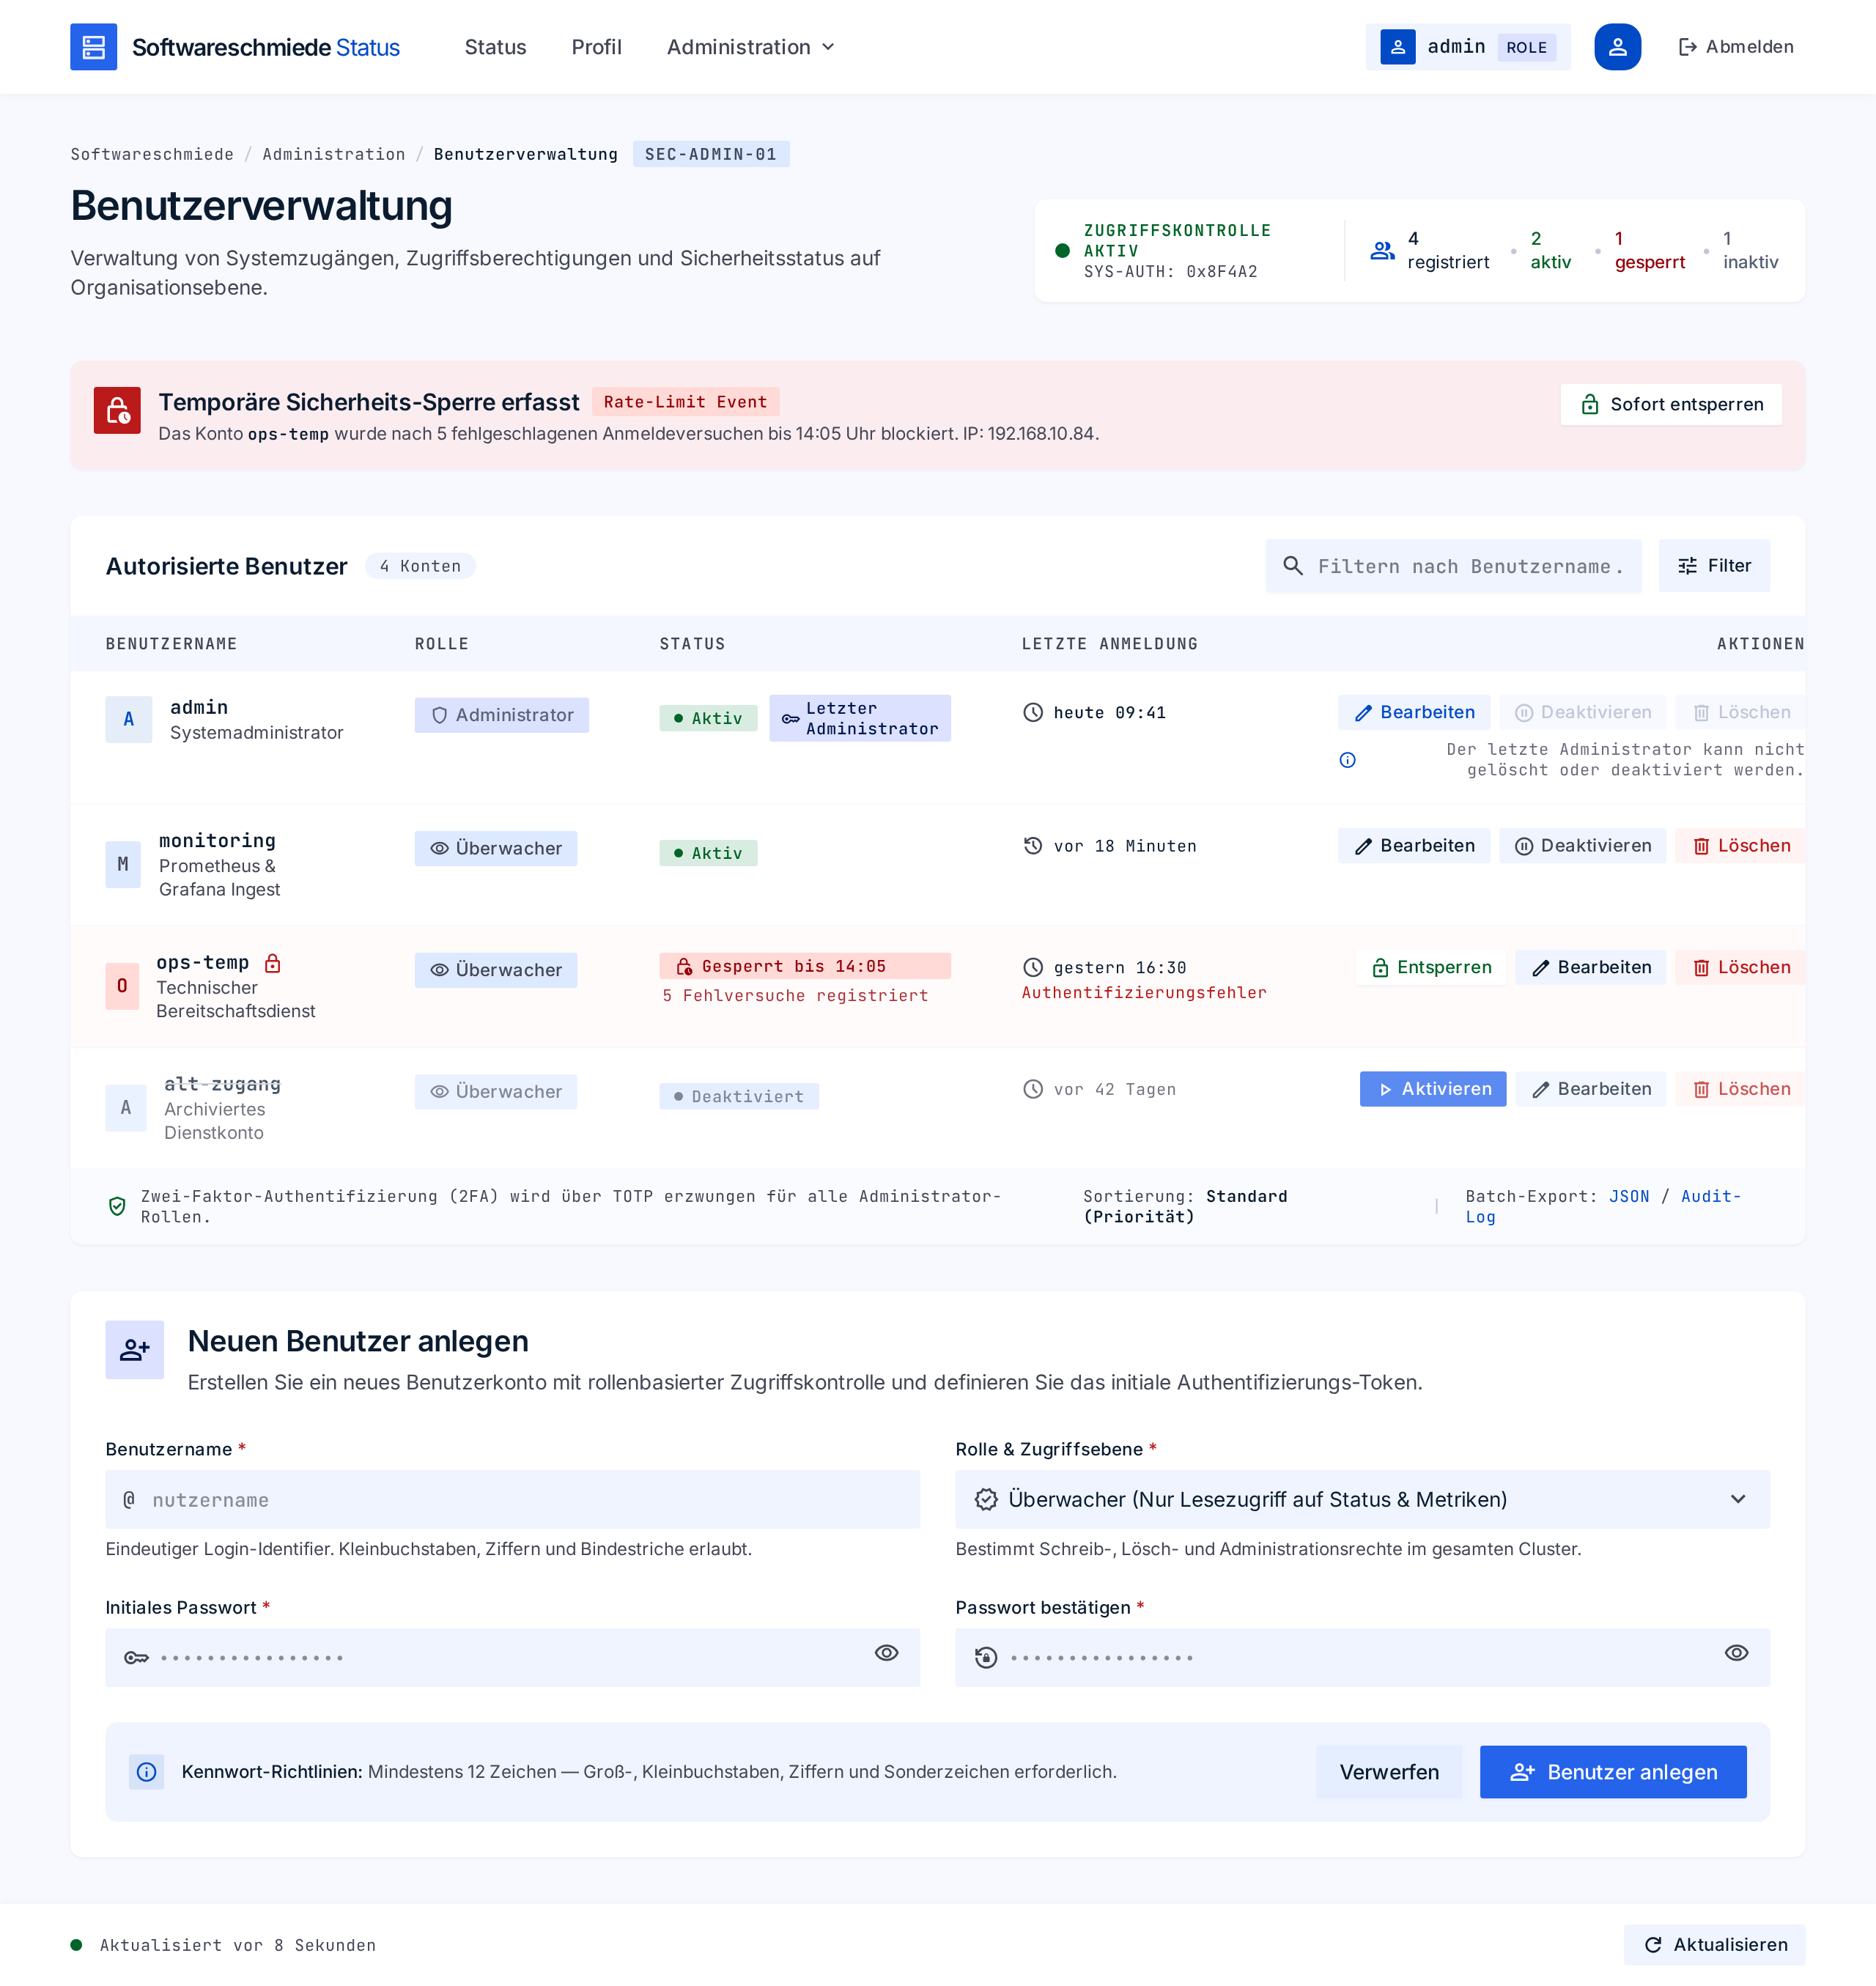 Softwareschmiede Status
Status
Profil
Administration
admin ROLE
Abmelden
Softwareschmiede / Administration / Benutzerverwaltung SEC-ADMIN-01
Benutzerverwaltung
Verwaltung von Systemzugängen, Zugriffsberechtigungen und Sicherheitsstatus auf
Organisationsebene.
ZUGRIFFSKONTROLLE
AKTIV
SYS-AUTH: 0x8F4A2
4
registriert
•
2
aktiv
•
1
gesperrt
•
1
inaktiv
Temporäre Sicherheits-Sperre erfasst Rate-Limit Event
Das Konto ops-temp wurde nach 5 fehlgeschlagenen Anmeldeversuchen bis 14:05 Uhr blockiert. IP: 192.168.10.84.
Sofort entsperren
Autorisierte Benutzer 4 Konten
Filtern nach Benutzername.
Filter
BENUTZERNAME ROLLE STATUS LETZTE ANMELDUNG AKTIONEN
A
admin
Systemadministrator
Administrator
Aktiv
Letzter
Administrator
heute 09:41
Bearbeiten Deaktivieren Löschen
Der letzte Administrator kann nicht
gelöscht oder deaktiviert werden.
M
monitoring
Prometheus &
Grafana Ingest
Überwacher
Aktiv
vor 18 Minuten
Bearbeiten Deaktivieren Löschen
O
ops-temp
Technischer
Bereitschaftsdienst
Überwacher
Gesperrt bis 14:05
5 Fehlversuche registriert
gestern 16:30
Authentifizierungsfehler
Entsperren Bearbeiten Löschen
A
alt-zugang
Archiviertes
Dienstkonto
Überwacher
Deaktiviert
vor 42 Tagen
Aktivieren Bearbeiten Löschen
Zwei-Faktor-Authentifizierung (2FA) wird über TOTP erzwungen für alle Administrator-
Rollen.
Sortierung: Standard
(Priorität)
|
Batch-Export: JSON / Audit-
Log
Neuen Benutzer anlegen
Erstellen Sie ein neues Benutzerkonto mit rollenbasierter Zugriffskontrolle und definieren Sie das initiale Authentifizierungs-Token.
Benutzername *
@ nutzername
Eindeutiger Login-Identifier. Kleinbuchstaben, Ziffern und Bindestriche erlaubt.
Rolle & Zugriffsebene *
Überwacher (Nur Lesezugriff auf Status & Metriken)
Bestimmt Schreib-, Lösch- und Administrationsrechte im gesamten Cluster.
Initiales Passwort *
••••••••••••••••
Passwort bestätigen *
••••••••••••••••
Kennwort-Richtlinien: Mindestens 12 Zeichen — Groß-, Kleinbuchstaben, Ziffern und Sonderzeichen erforderlich.
Verwerfen
Benutzer anlegen
Aktualisiert vor 8 Sekunden
Aktualisieren